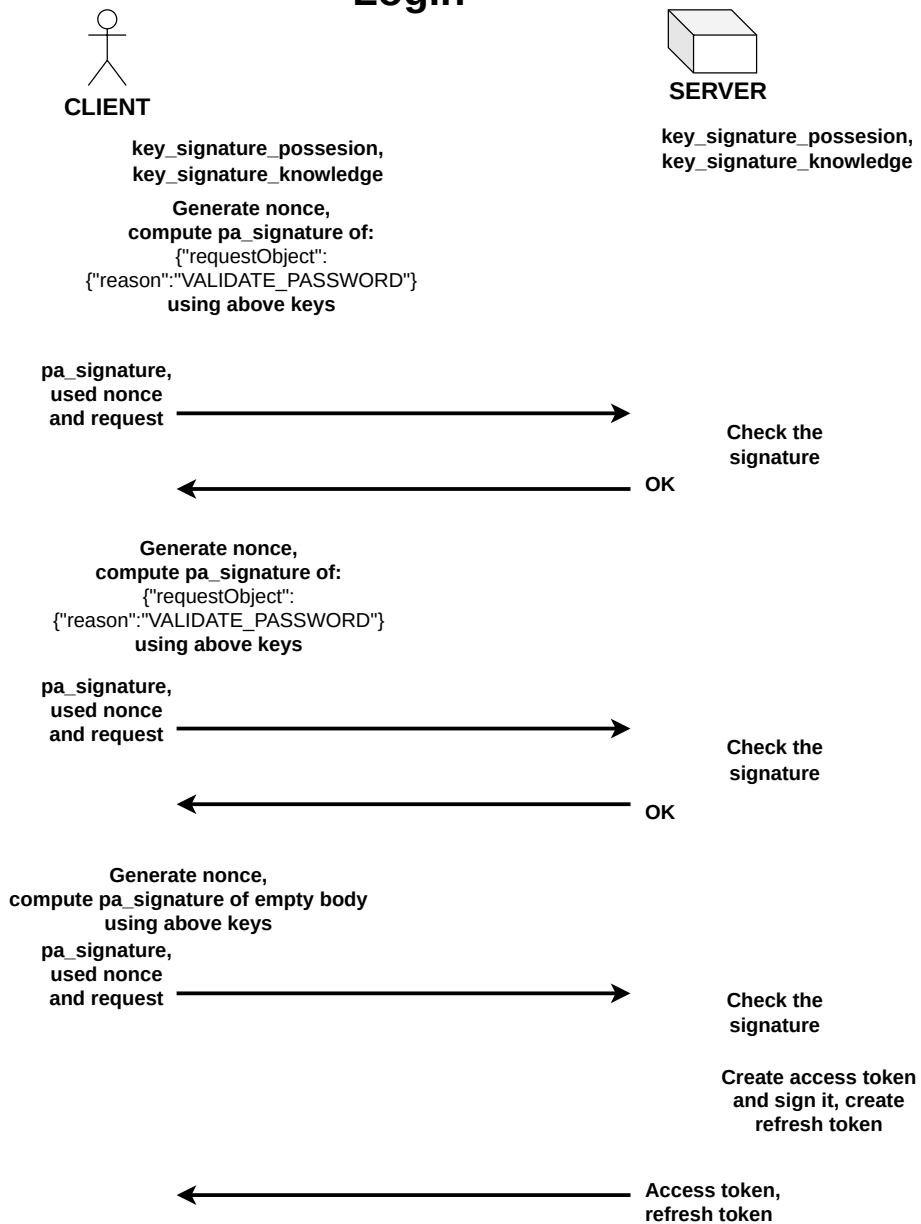 Login
CLIENT
SERVER
key_signature_possesion,
key_signature_knowledge
key_signature_possesion,
key_signature_knowledge
Generate nonce,
compute pa_signature of:
{"requestObject":
{"reason":"VALIDATE_PASSWORD"}
using above keys
pa_signature,
used nonce
and request
Check the
signature
OK
Generate nonce,
compute pa_signature of:
{"requestObject":
{"reason":"VALIDATE_PASSWORD"}
using above keys
pa_signature,
used nonce
and request
Check the
signature
OK
Generate nonce,
compute pa_signature of empty body
using above keys
pa_signature,
used nonce
and request
Check the
signature
Create access token
and sign it, create
refresh token
Access token,
refresh token